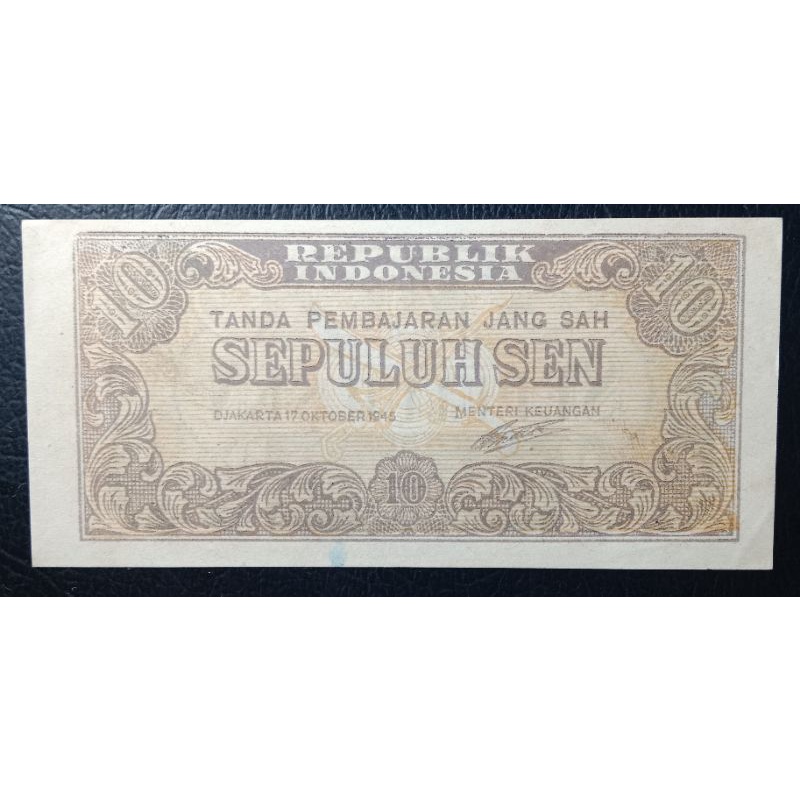 REPUBLIK
INDONESIA
10
10
TANDA PEMBAJARAN JANG SAH
SEPULUH SEN
DJAKARTA 17 OKTOBER 1945
MENTERI KEUANGAN
10